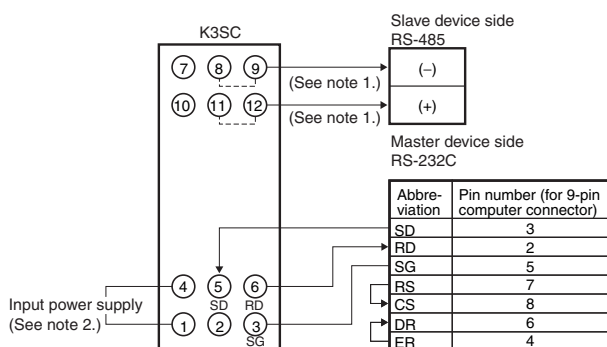 K3SC
Slave device side
RS-485
7 8 9
(See note 1.)
(−)
10 11 12
(See note 1.)
(+)
Master device side
RS-232C
Abbre-
viation
Pin number (for 9-pin
computer connector)
SD 3
RD 2
SG 5
RS 7
CS 8
DR 6
ER 4
4 5 6
SD RD
Input power supply
(See note 2.)
1 2 3
SG